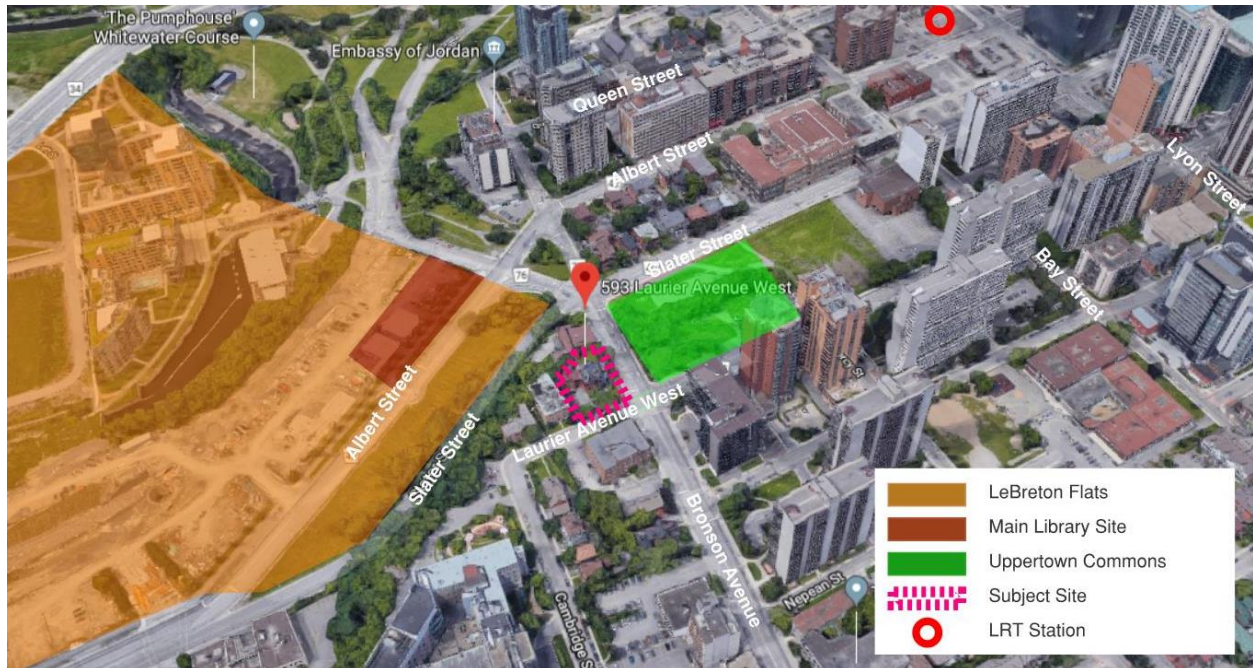 'The Pumphouse'
Whitewater Course
Embassy of Jordan
34
Queen Street
Albert Street
Lyon Street
Slater Street
76
593 Laurier Avenue West
Bay Street
Albert Street
Slater Street
Laurier Avenue West
Bronson Avenue
Cambridge S
Nepean St
LeBreton Flats
Main Library Site
Uppertown Commons
Subject Site
LRT Station